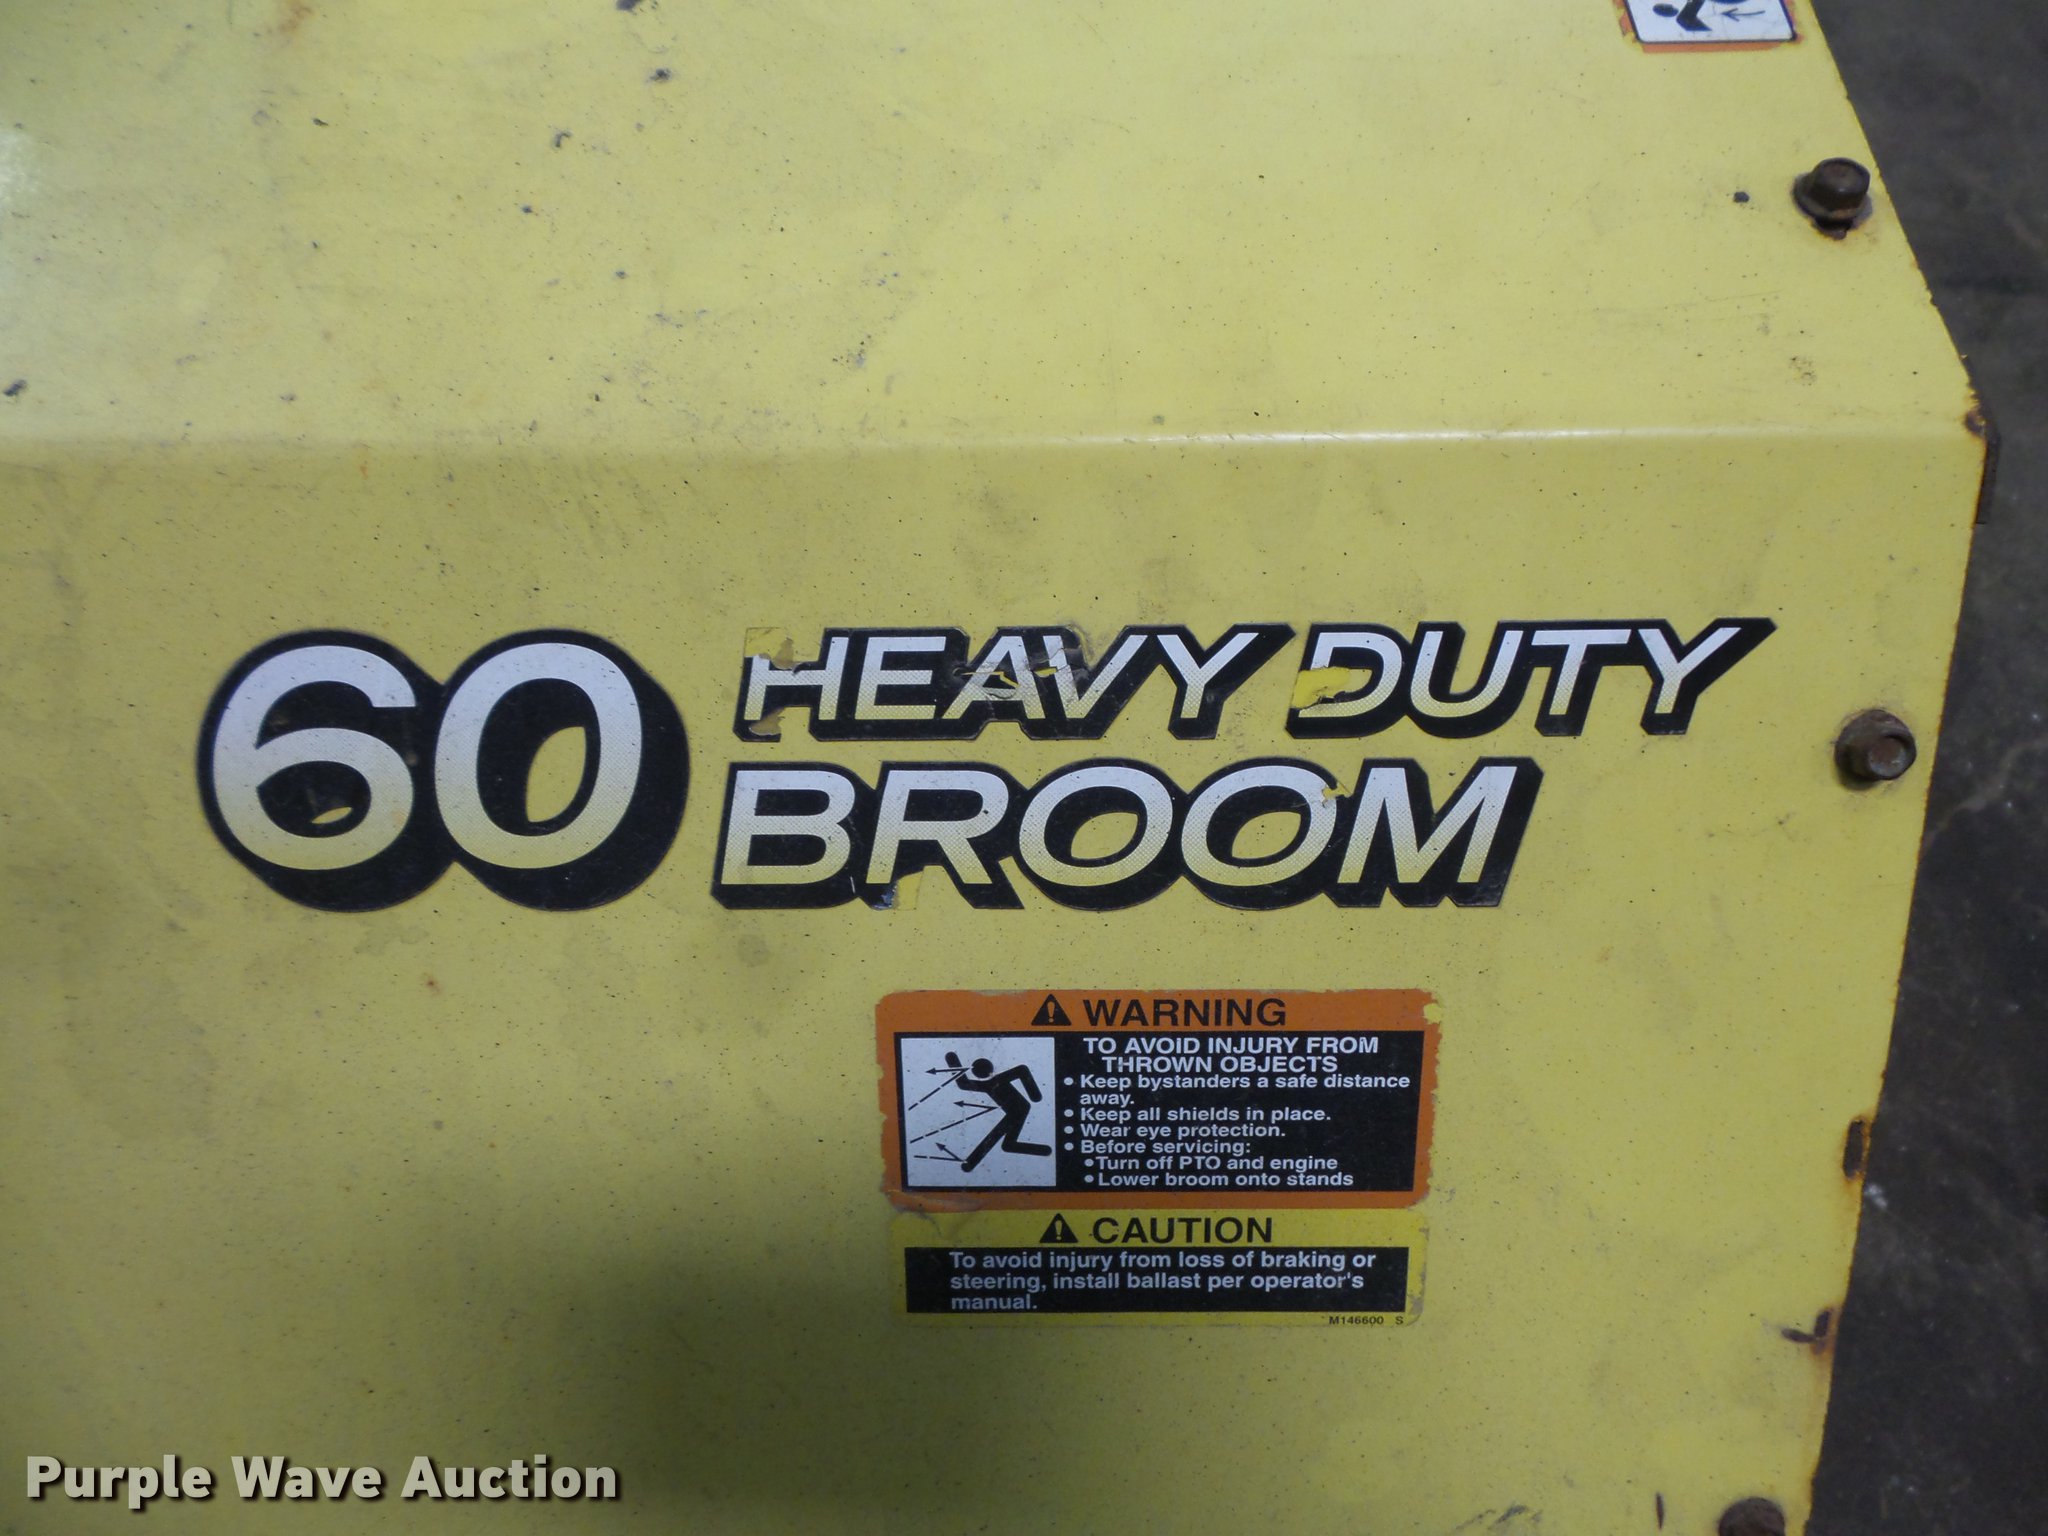 60 HEAVY DUTY
BROOM
WARNING
TO AVOID INJURY FROM
THROWN OBJECTS
• Keep bystanders a safe distance
away.
• Keep all shields in place.
• Wear eye protection.
• Before servicing:
• Turn off PTO and engine
• Lower broom onto stands
CAUTION
To avoid injury from loss of braking or
steering, install ballast per operator's
manual.
M146600 S
Purple Wave Auction